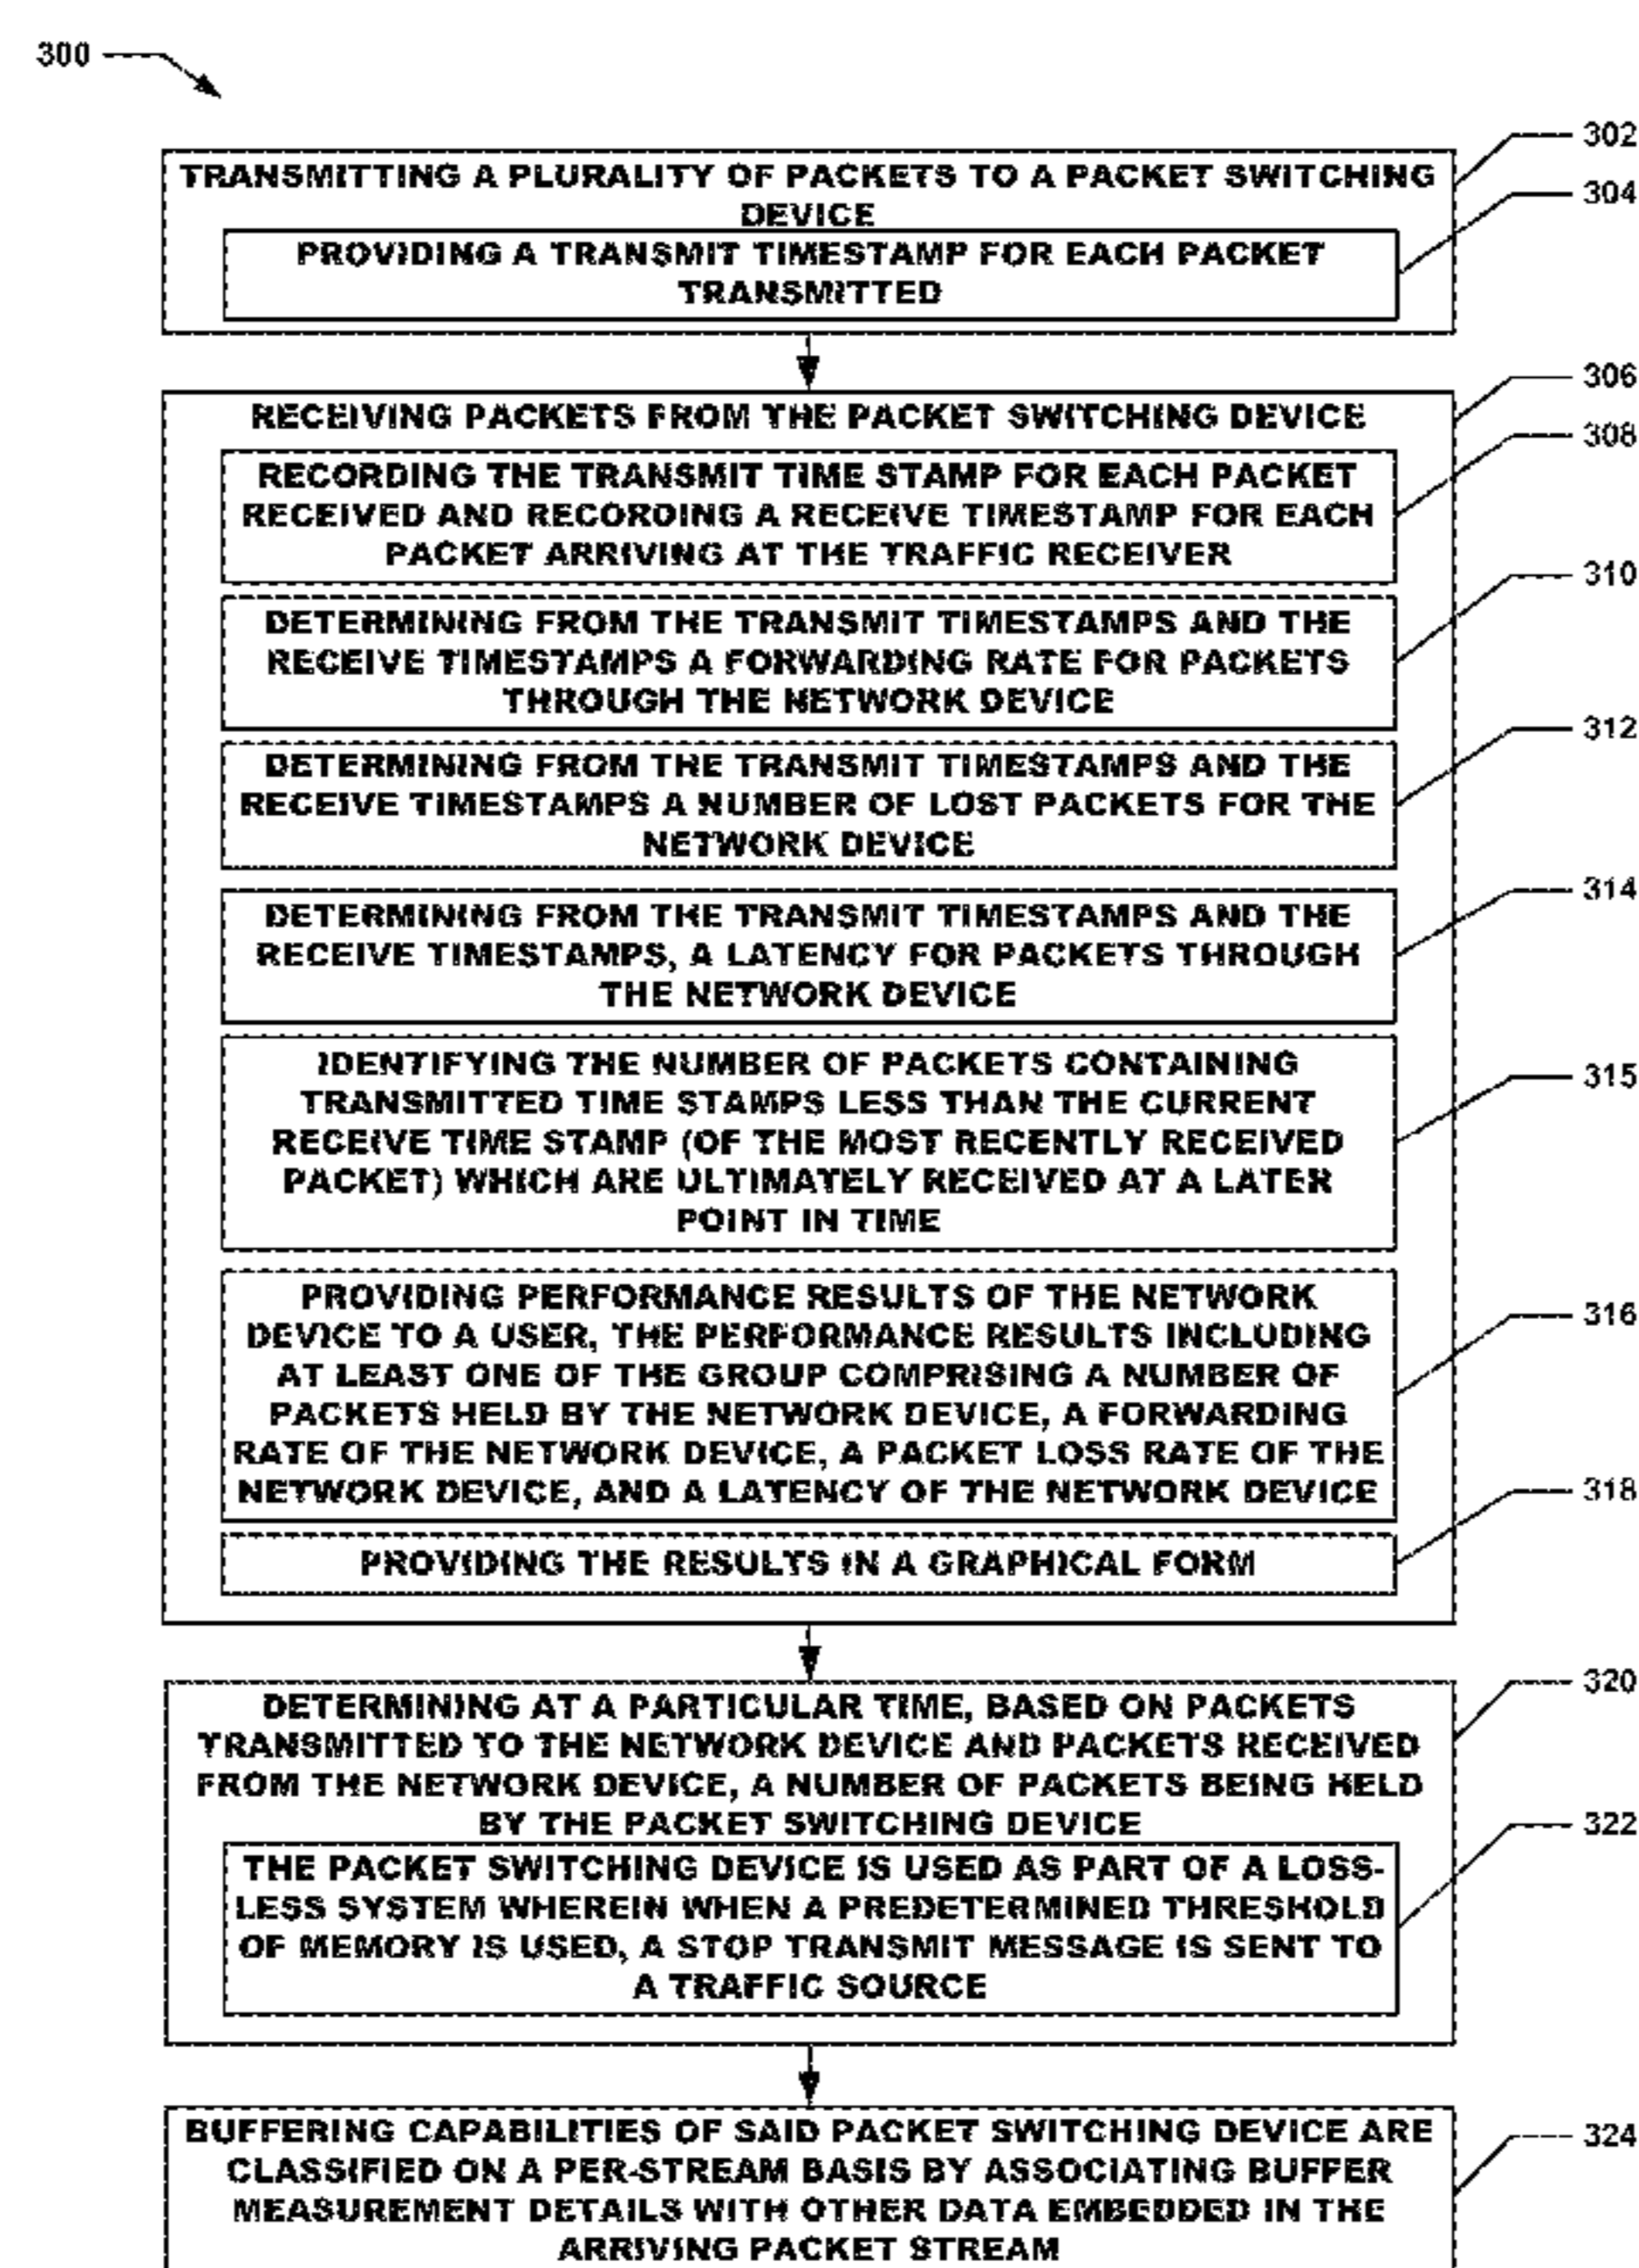 300
302
TRANSMITTING A PLURALITY OF PACKETS TO A PACKET SWITCHING
DEVICE
304
PROVIDING A TRANSMIT TIMESTAMP FOR EACH PACKET
TRANSMITTED
306
RECEIVING PACKETS FROM THE PACKET SWITCHING DEVICE
308
RECORDING THE TRANSMIT TIME STAMP FOR EACH PACKET
RECEIVED AND RECORDING A RECEIVE TIMESTAMP FOR EACH
PACKET ARRIVING AT THE TRAFFIC RECEIVER
310
DETERMINING FROM THE TRANSMIT TIMESTAMPS AND THE
RECEIVE TIMESTAMPS A FORWARDING RATE FOR PACKETS
THROUGH THE NETWORK DEVICE
312
DETERMINING FROM THE TRANSMIT TIMESTAMPS AND THE
RECEIVE TIMESTAMPS A NUMBER OF LOST PACKETS FOR THE
NETWORK DEVICE
314
DETERMINING FROM THE TRANSMIT TIMESTAMPS AND THE
RECEIVE TIMESTAMPS, A LATENCY FOR PACKETS THROUGH
THE NETWORK DEVICE
315
IDENTIFYING THE NUMBER OF PACKETS CONTAINING
TRANSMITTED TIME STAMPS LESS THAN THE CURRENT
RECEIVE TIME STAMP (OF THE MOST RECENTLY RECEIVED
PACKET) WHICH ARE ULTIMATELY RECEIVED AT A LATER
POINT IN TIME
316
PROVIDING PERFORMANCE RESULTS OF THE NETWORK
DEVICE TO A USER, THE PERFORMANCE RESULTS INCLUDING
AT LEAST ONE OF THE GROUP COMPRISING A NUMBER OF
PACKETS HELD BY THE NETWORK DEVICE, A FORWARDING
RATE OF THE NETWORK DEVICE, A PACKET LOSS RATE OF THE
NETWORK DEVICE, AND A LATENCY OF THE NETWORK DEVICE
318
PROVIDING THE RESULTS IN A GRAPHICAL FORM
320
DETERMINING AT A PARTICULAR TIME, BASED ON PACKETS
TRANSMITTED TO THE NETWORK DEVICE AND PACKETS RECEIVED
FROM THE NETWORK DEVICE, A NUMBER OF PACKETS BEING HELD
BY THE PACKET SWITCHING DEVICE
322
THE PACKET SWITCHING DEVICE IS USED AS PART OF A LOSS-
LESS SYSTEM WHEREIN WHEN A PREDETERMINED THRESHOLD
OF MEMORY IS USED, A STOP TRANSMIT MESSAGE IS SENT TO
A TRAFFIC SOURCE
324
BUFFERING CAPABILITIES OF SAID PACKET SWITCHING DEVICE ARE
CLASSIFIED ON A PER-STREAM BASIS BY ASSOCIATING BUFFER
MEASUREMENT DETAILS WITH OTHER DATA EMBEDDED IN THE
ARRIVING PACKET STREAM